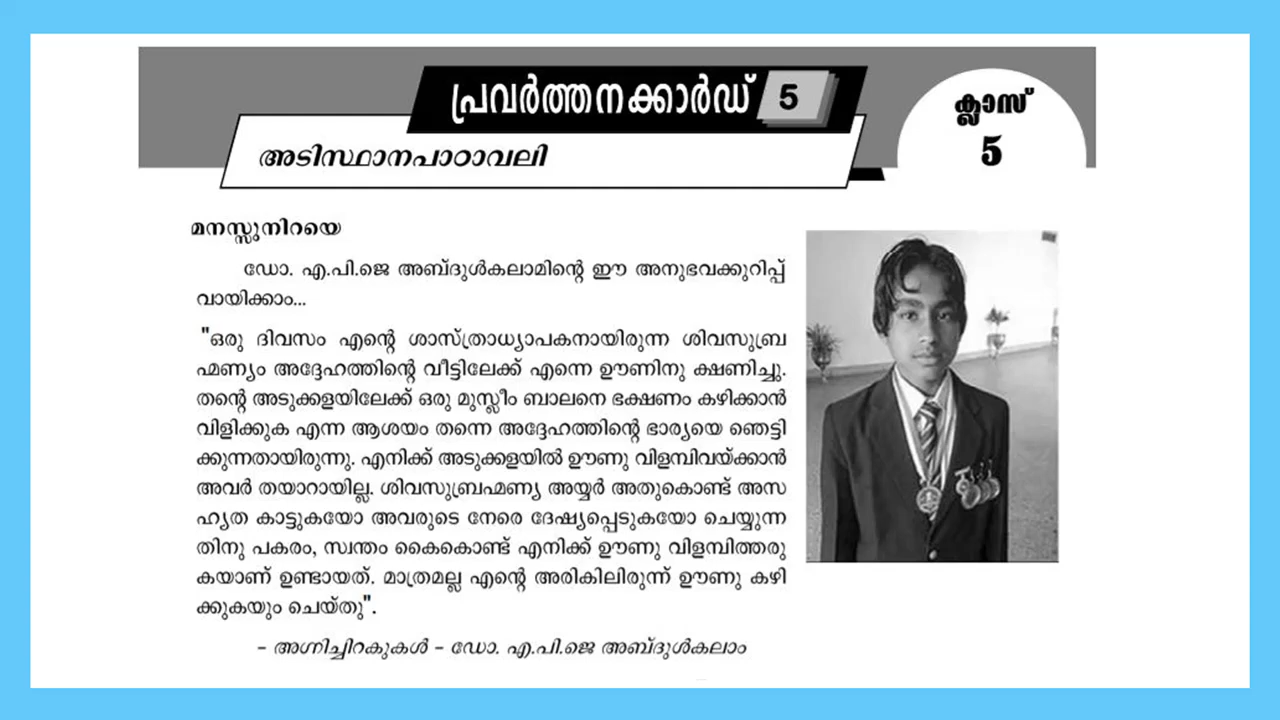 പ്രവർത്തനക്കാർഡ് 5
ക്ലാസ്
5
അടിസ്ഥാനപാഠാവലി
മനസ്സുനിറയെ
ഡോ. എ.പി.ജെ അബ്ദുൾകലാമിന്റെ ഈ അനുഭവക്കുറിപ്പ്
വായിക്കാം...
"ഒരു ദിവസം എന്റെ ശാസ്ത്രാധ്യാപകനായിരുന്ന ശിവസുബ്ര
ഹ്മണ്യം അദ്ദേഹത്തിന്റെ വീട്ടിലേക്ക് എന്നെ ഊണിനു ക്ഷണിച്ചു.
തന്റെ അടുക്കളയിലേക്ക് ഒരു മുസ്ലീം ബാലനെ ഭക്ഷണം കഴിക്കാൻ
വിളിക്കുക എന്ന ആശയം തന്നെ അദ്ദേഹത്തിന്റെ ഭാര്യയെ ഞെട്ടി
ക്കുന്നതായിരുന്നു. എനിക്ക് അടുക്കളയിൽ ഊണു വിളമ്പിവയ്ക്കാൻ
അവർ തയാറായില്ല. ശിവസുബ്രഹ്മണ്യ അയ്യർ അതുകൊണ്ട് അസ
ഹ്യത കാട്ടുകയോ അവരുടെ നേരെ ദേഷ്യപ്പെടുകയോ ചെയ്യുന്ന
തിനു പകരം, സ്വന്തം കൈകൊണ്ട് എനിക്ക് ഊണു വിളമ്പിത്തരു
കയാണ് ഉണ്ടായത്. മാത്രമല്ല എന്റെ അരികിലിരുന്ന് ഊണു കഴി
ക്കുകയും ചെയ്തു".
– അഗ്നിച്ചിറകുകൾ – ഡോ. എ.പി.ജെ അബ്ദുൾകലാം